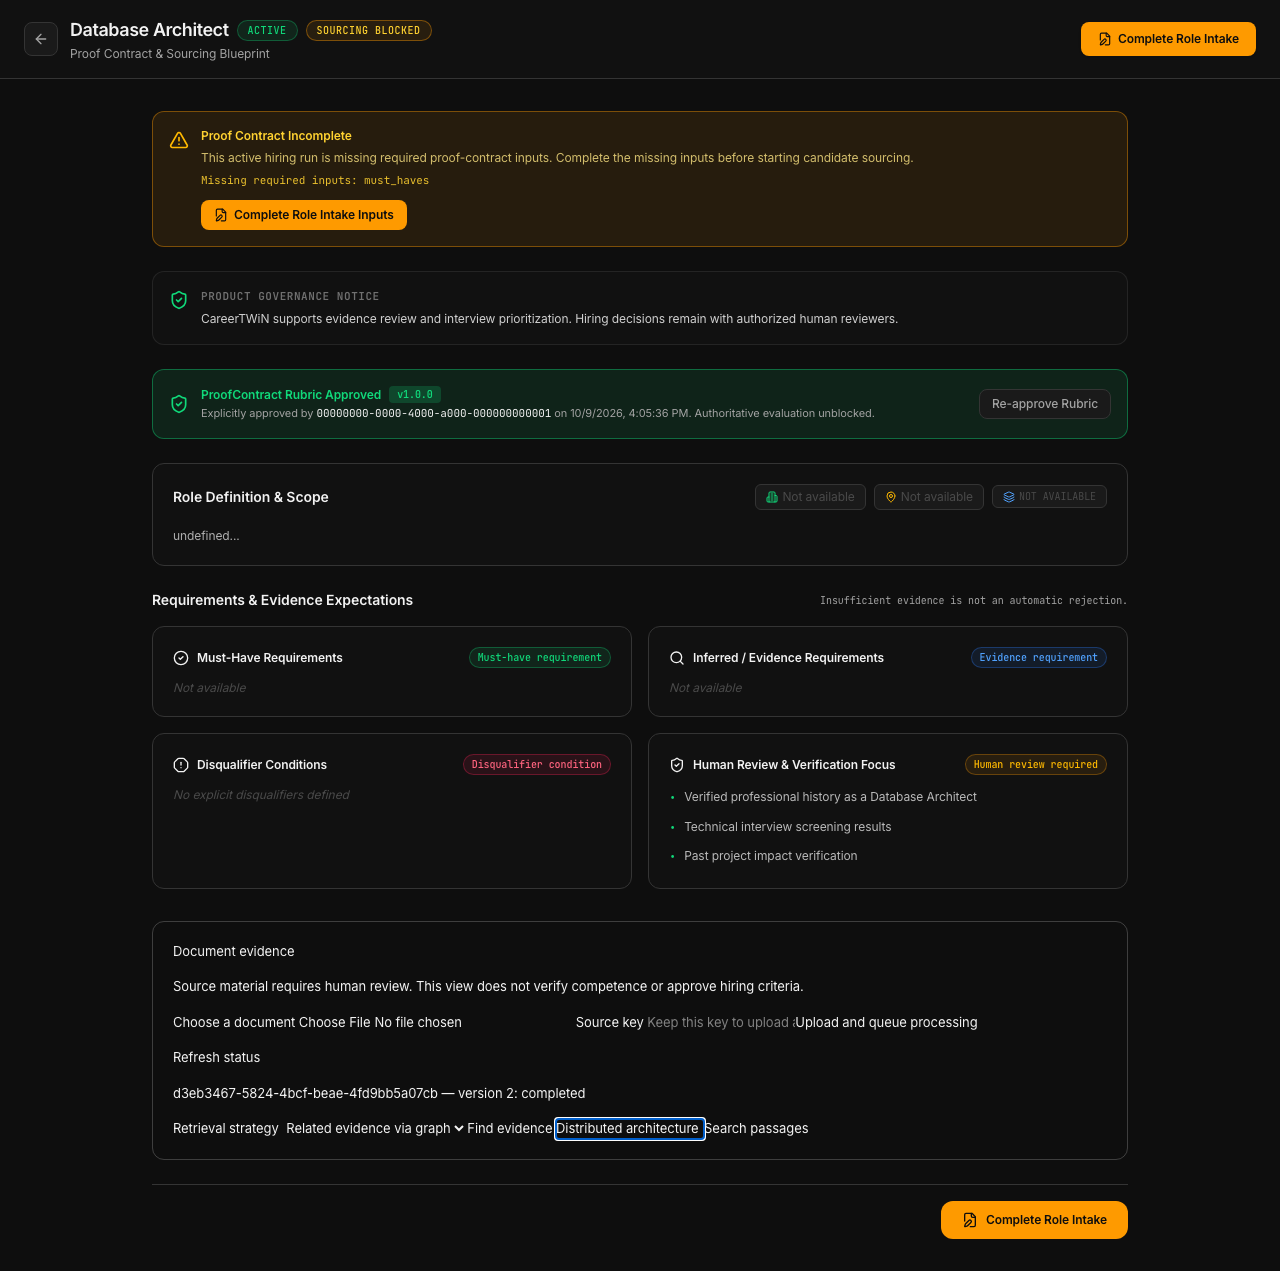 Database Architect ACTIVE SOURCING BLOCKED
Proof Contract & Sourcing Blueprint
Complete Role Intake
Proof Contract Incomplete
This active hiring run is missing required proof-contract inputs. Complete the missing inputs before starting candidate sourcing.
Missing required inputs: must_haves
Complete Role Intake Inputs
PRODUCT GOVERNANCE NOTICE
CareerTWiN supports evidence review and interview prioritization. Hiring decisions remain with authorized human reviewers.
ProofContract Rubric Approved v1.0.0
Explicitly approved by 00000000-0000-4000-a000-000000000001 on 10/9/2026, 4:05:36 PM. Authoritative evaluation unblocked.
Re-approve Rubric
Role Definition & Scope
Not available
Not available
NOT AVAILABLE
undefined...
Requirements & Evidence Expectations
Insufficient evidence is not an automatic rejection.
Must-Have Requirements
Must-have requirement
Not available
Inferred / Evidence Requirements
Evidence requirement
Not available
Disqualifier Conditions
Disqualifier condition
No explicit disqualifiers defined
Human Review & Verification Focus
Human review required
• Verified professional history as a Database Architect
• Technical interview screening results
• Past project impact verification
Document evidence
Source material requires human review. This view does not verify competence or approve hiring criteria.
Choose a document Choose File No file chosen Source key Keep this key to upload Upload and queue processing
Refresh status
d3eb3467-5824-4bcf-beae-4fd9bb5a07cb — version 2: completed
Retrieval strategy Related evidence via graph Find evidence Distributed architecture Search passages
Complete Role Intake